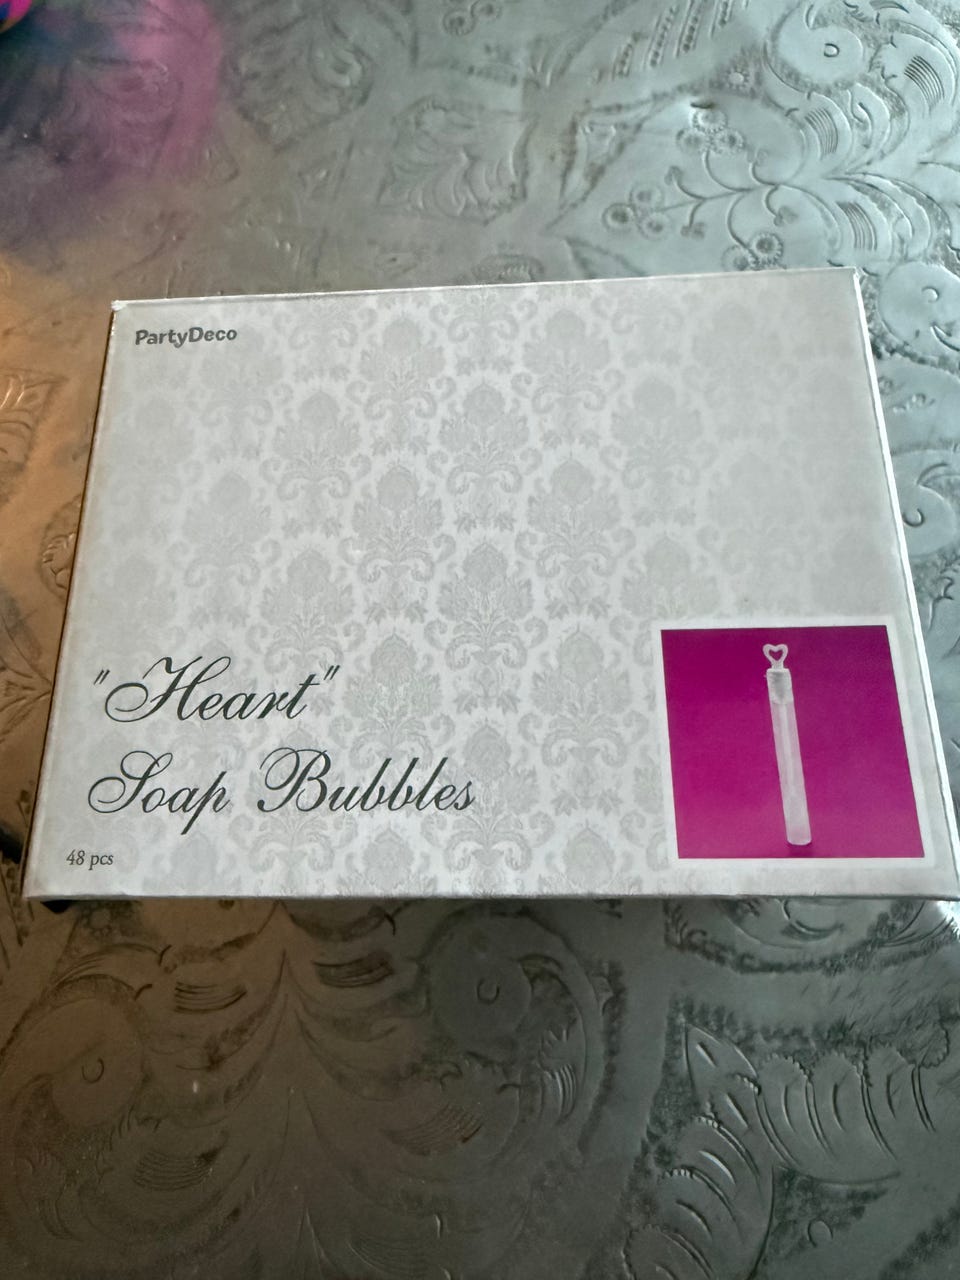 PartyDeco
"Heart"
Soap Bubbles
48 pcs